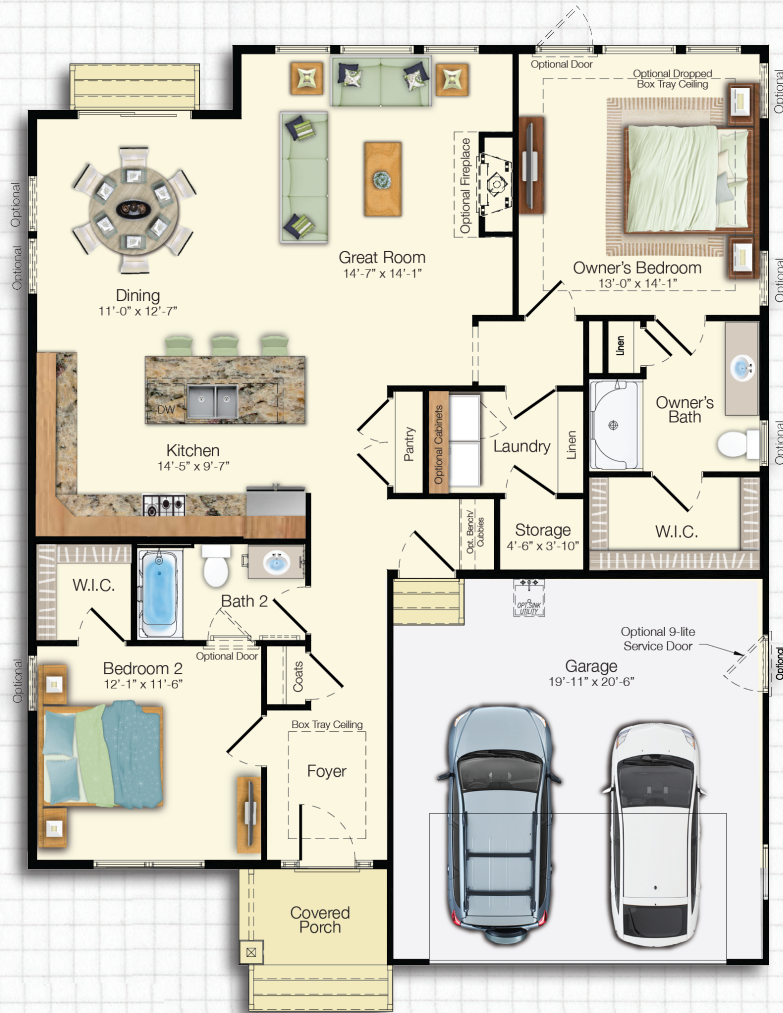 Optional Door
Optional Dropped
Box Tray Ceiling
Optional
Optional Fireplace
Optional
Optional
Great Room
14'-7" x 14'-1"
Owner's Bedroom
13'-0" x 14'-1"
Optional
Dining
11'-0" x 12'-7"
Linen
Owner's
Bath
DW
Optional Cabinets
Pantry
Laundry
Linen
Optional
Kitchen
14'-5" x 9'-7"
Opt. Bench/
Cubbies
Storage
4'-6" x 3'-10"
W.I.C.
W.I.C.
Bath 2
OPT. SINK
UTILITY
Optional 9-lite
Service Door
Optional Door
Optional
Bedroom 2
12'-1" x 11'-6"
Coats
Garage
19'-11" x 20'-6"
Optional
Box Tray Ceiling
Foyer
Covered
Porch